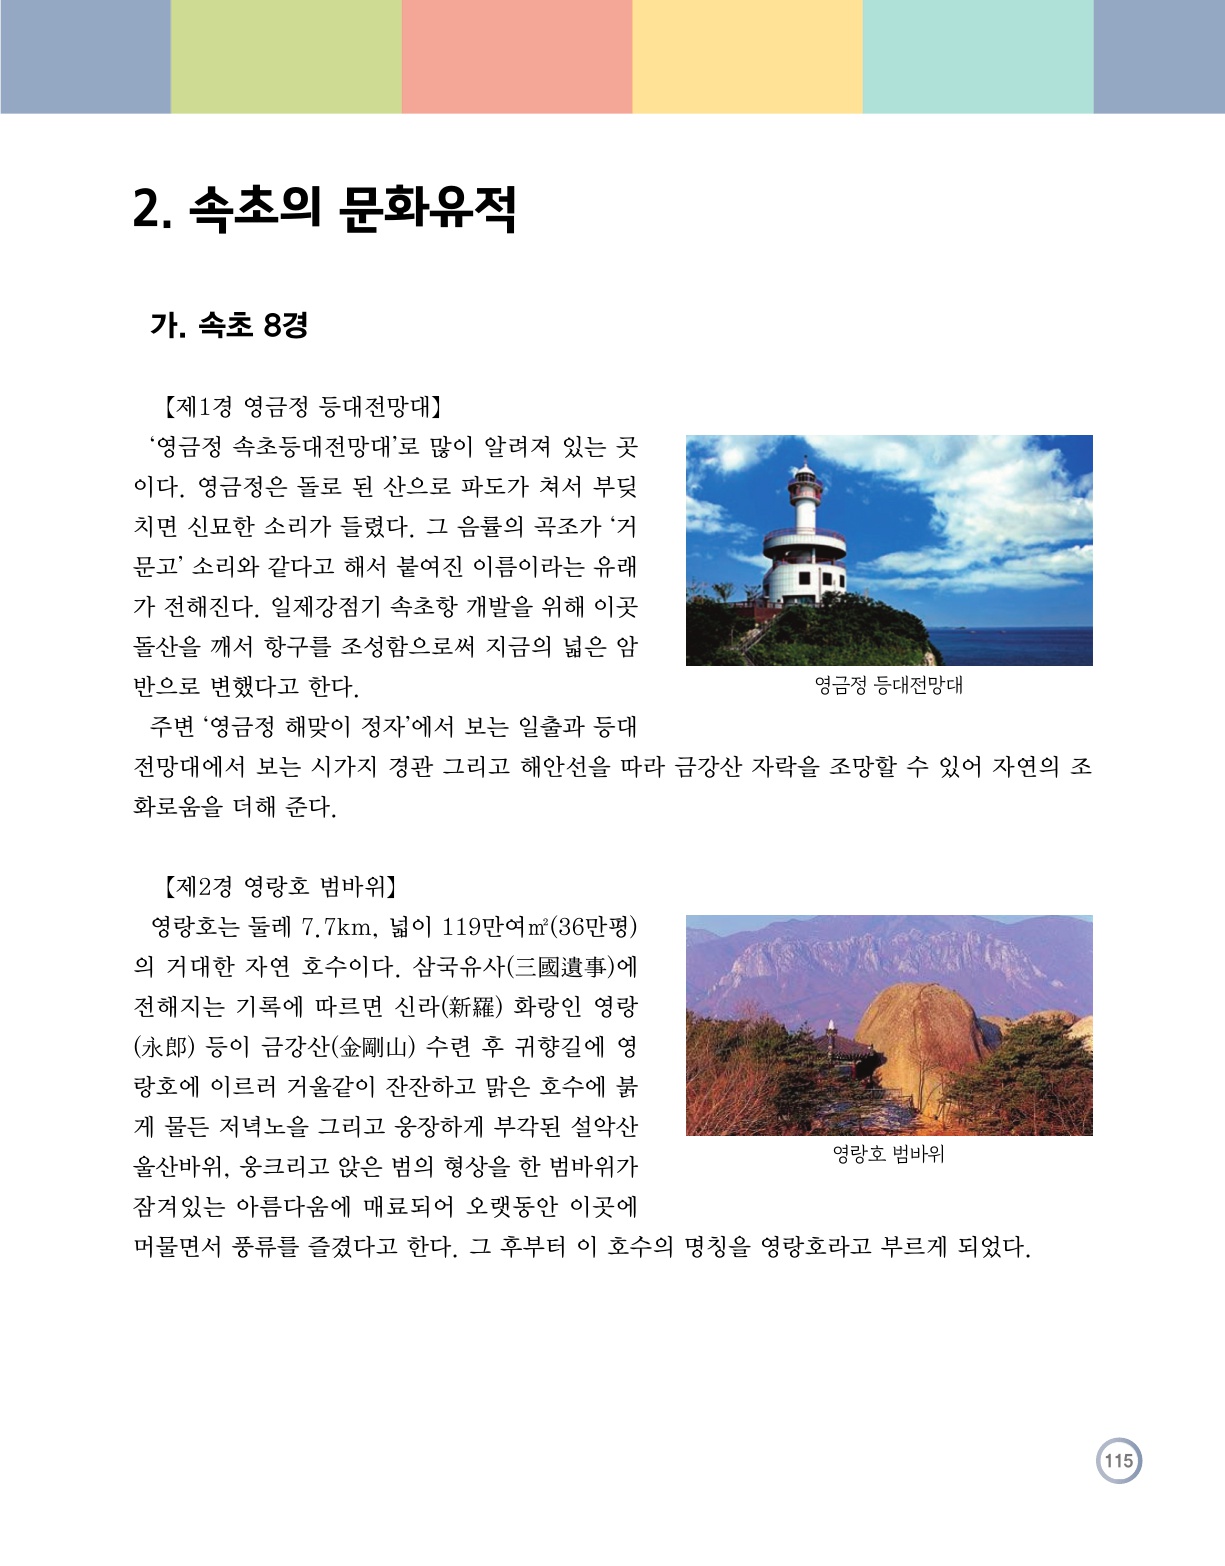 2. 속초의 문화유적
가. 속초 8경
【제1경 영금정 등대전망대】
‘영금정 속초등대전망대’로 많이 알려져 있는 곳
이다. 영금정은 돌로 된 산으로 파도가 쳐서 부딪
치면 신묘한 소리가 들렸다. 그 음률의 곡조가 ‘거
문고’ 소리와 같다고 해서 붙여진 이름이라는 유래
가 전해진다. 일제강점기 속초항 개발을 위해 이곳
돌산을 깨서 항구를 조성함으로써 지금의 넓은 암
반으로 변했다고 한다.
주변 ‘영금정 해맞이 정자’에서 보는 일출과 등대
전망대에서 보는 시가지 경관 그리고 해안선을 따라 금강산 자락을 조망할 수 있어 자연의 조
화로움을 더해 준다.
영금정 등대전망대
【제2경 영랑호 범바위】
영랑호는 둘레 7.7km, 넓이 119만여㎡(36만평)
의 거대한 자연 호수이다. 삼국유사(三國遺事)에
전해지는 기록에 따르면 신라(新羅) 화랑인 영랑
(永郎) 등이 금강산(金剛山) 수련 후 귀향길에 영
랑호에 이르러 거울같이 잔잔하고 맑은 호수에 붉
게 물든 저녁노을 그리고 웅장하게 부각된 설악산
울산바위, 웅크리고 앉은 범의 형상을 한 범바위가
잠겨있는 아름다움에 매료되어 오랫동안 이곳에
머물면서 풍류를 즐겼다고 한다. 그 후부터 이 호수의 명칭을 영랑호라고 부르게 되었다.
영랑호 범바위
115